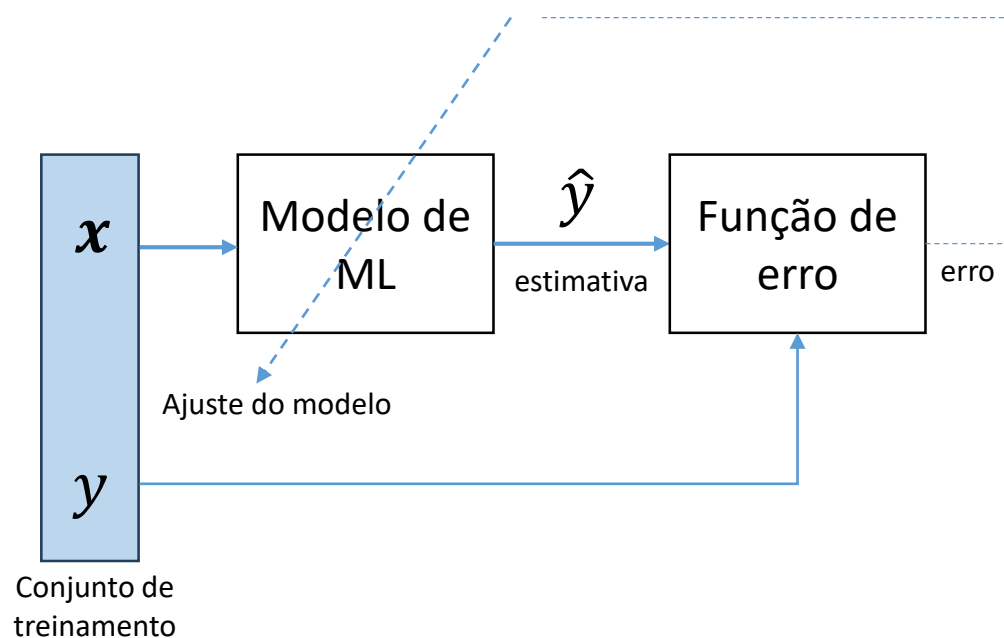 x
Modelo de
ML
ŷ
estimativa
Função de
erro
erro
Ajuste do modelo
y
Conjunto de
treinamento